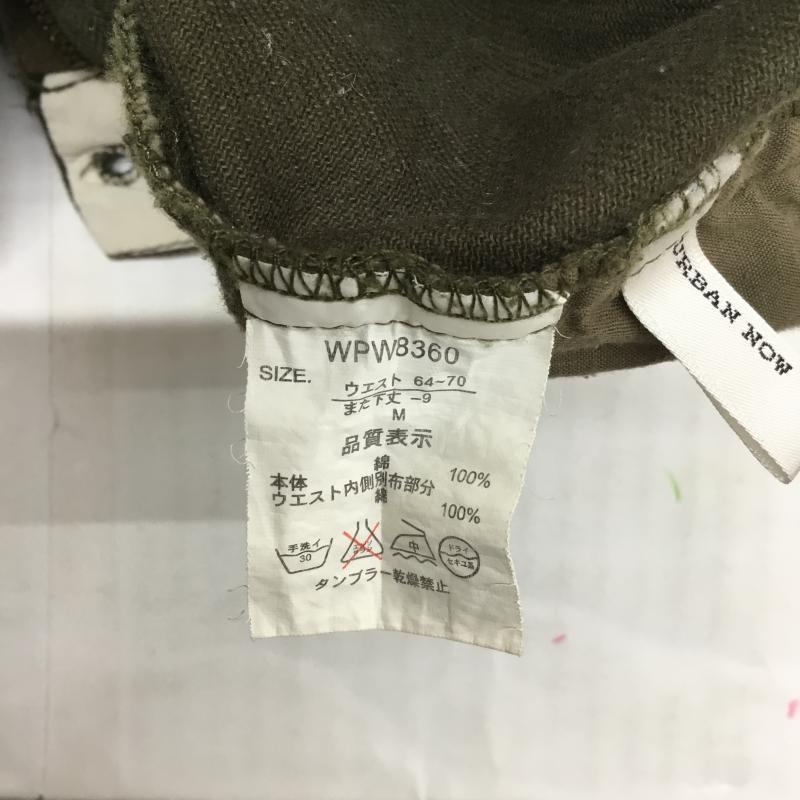 WPW8360
SIZE.
ウエスト 64~70
また下丈 -9
M
品質表示
綿
本体 100%
ウエスト内側別布部分
綿 100%
手洗イ
30
中
ドライ
セキユ系
タンブラー乾燥禁止
URBAN NOW